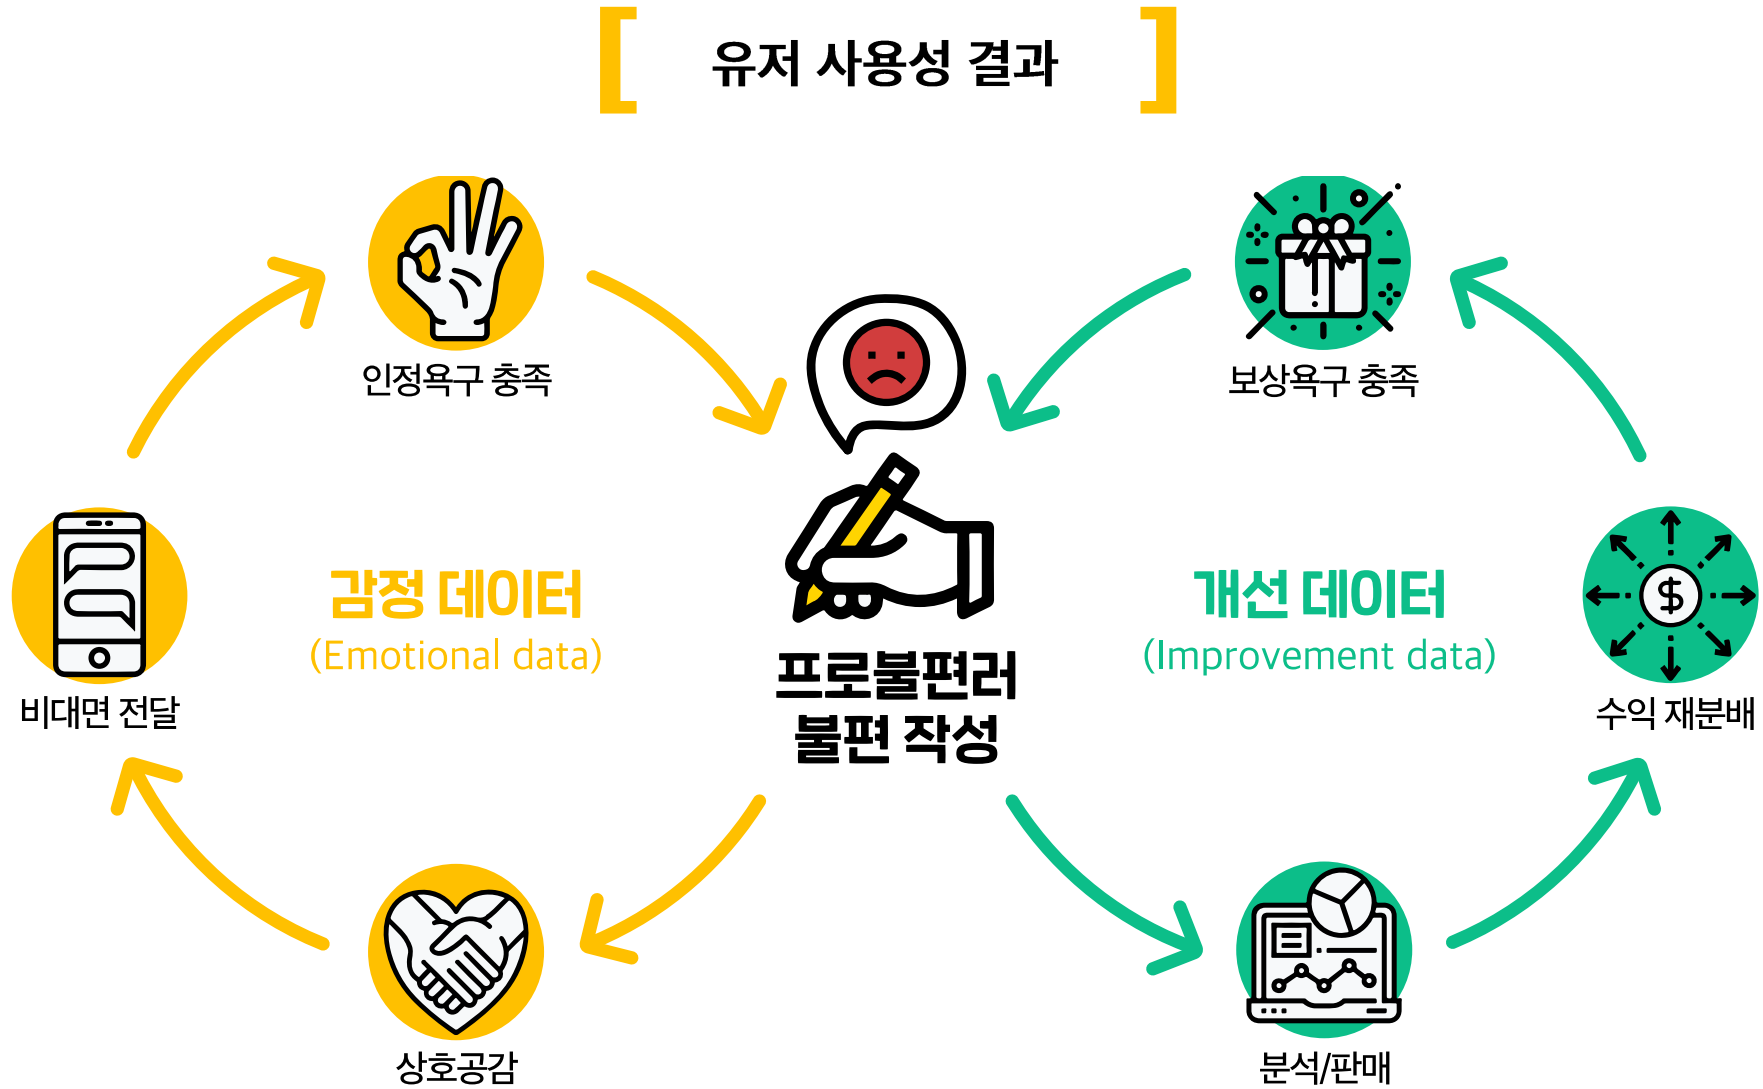 [ 유저 사용성 결과 ]
인정욕구 충족
보상욕구 충족
감정 데이터
(Emotional data)
개선 데이터
(Improvement data)
프로불편러
불편 작성
비대면 전달
수익 재분배
상호공감
분석/판매